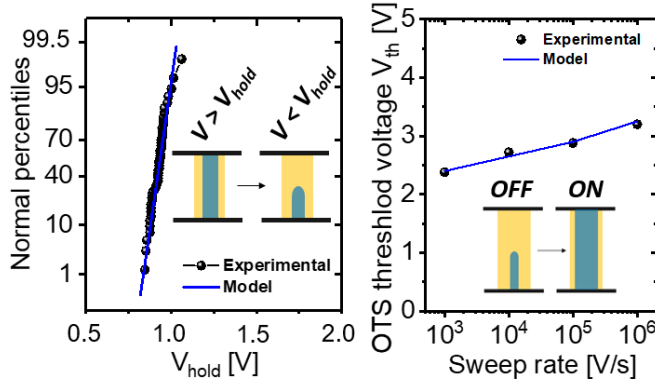 Normal percentiles
99.5
95
70
40
10
1
V > V_hold
V < V_hold
Experimental
Model
0.5
1.0
1.5
2.0
V_hold [V]
OTS threshlod voltage V_th [V]
5
4
3
2
1
0
Experimental
Model
OFF
ON
10^3
10^4
10^5
10^6
Sweep rate [V/s]